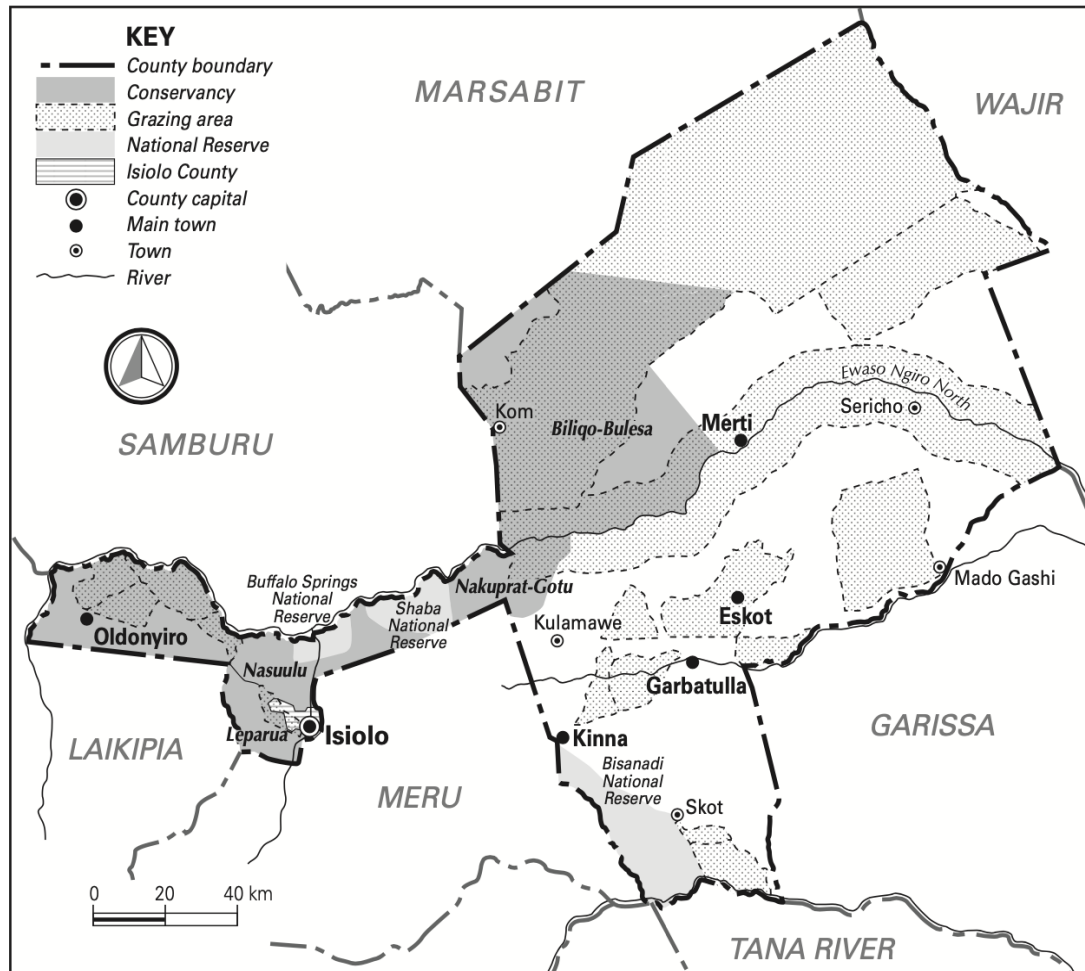 KEY
County boundary
Conservancy
Grazing area
National Reserve
Isiolo County
County capital
Main town
Town
River
MARSABIT
WAJIR
SAMBURU
Kom
Biliqo-Bulesa
Merti
Ewaso Ngiro North
Sericho
Buffalo Springs
National
Reserve
Shaba
National
Reserve
Nakuprat-Gotu
Mado Gashi
Oldonyiro
Kulamawe
Eskot
Nasuulu
Garbatulla
Leparua
Isiolo
LAIKIPIA
MERU
Kinna
GARISSA
Bisanadi
National
Reserve
Skot
0 20 40 km
TANA RIVER